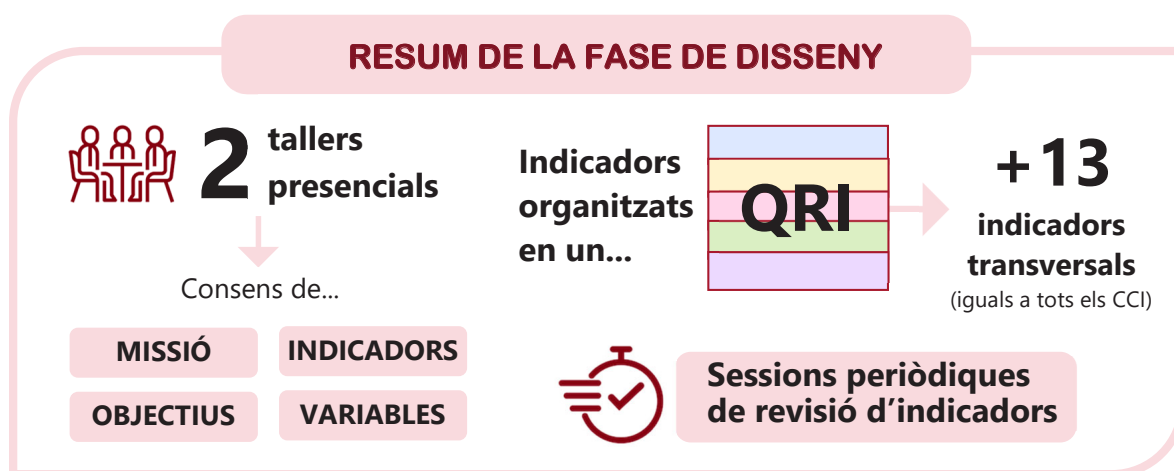 RESUM DE LA FASE DE DISSENY
2
tallers
presencials
Consens de...
MISSIÓ
INDICADORS
OBJECTIUS
VARIABLES
Indicadors
organitzats
en un...
QRI
+13
indicadors
transversals
(iguals a tots els CCI)
Sessions periòdiques
de revisió d’indicadors